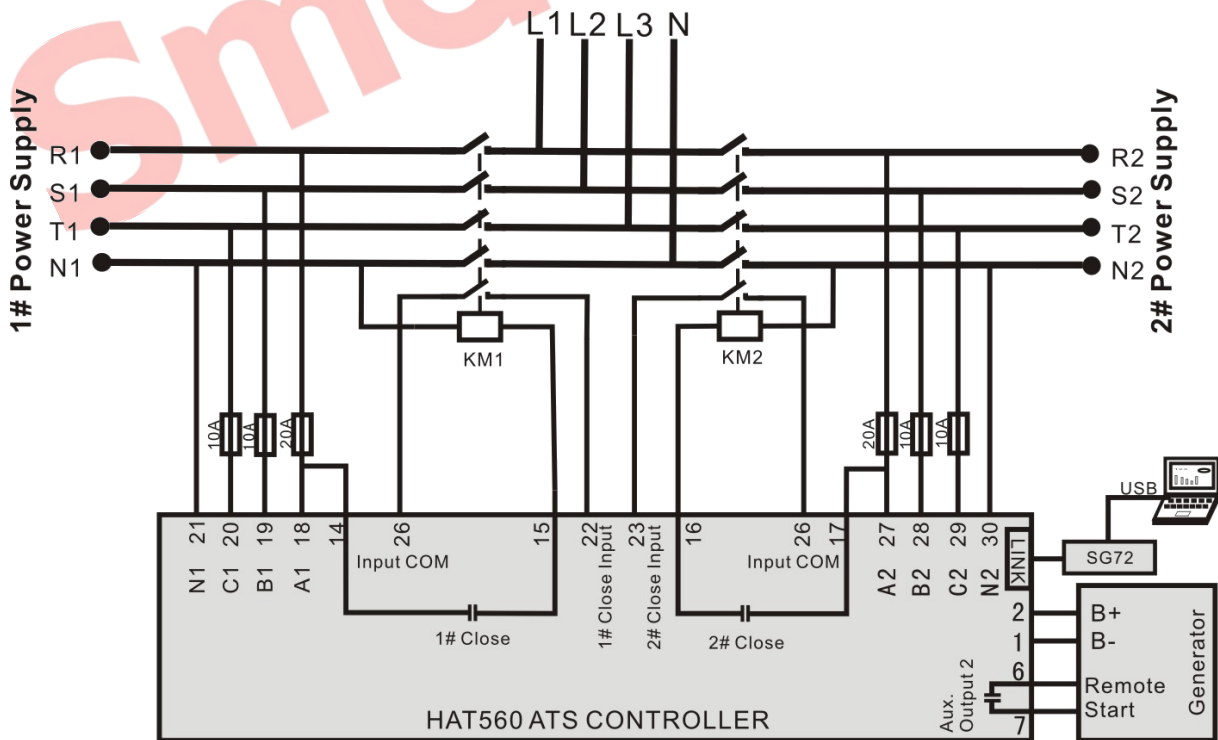 Sma
L1 L2 L3 N
1# Power Supply
2# Power Supply
R1
R2
S1
S2
T1
T2
N1
N2
KM1
KM2
10A
10A
20A
20A
10A
10A
USB
21
20
19
18
14
26
15
22
23
16
26
17
27
28
29
30
N1
C1
B1
A1
Input COM
1# Close Input
2# Close Input
Input COM
A2
B2
C2
N2
LINK
SG72
1# Close
2# Close
2
B+
1
B-
6
Remote
Start
7
Generator
Aux.
Output 2
HAT560 ATS CONTROLLER